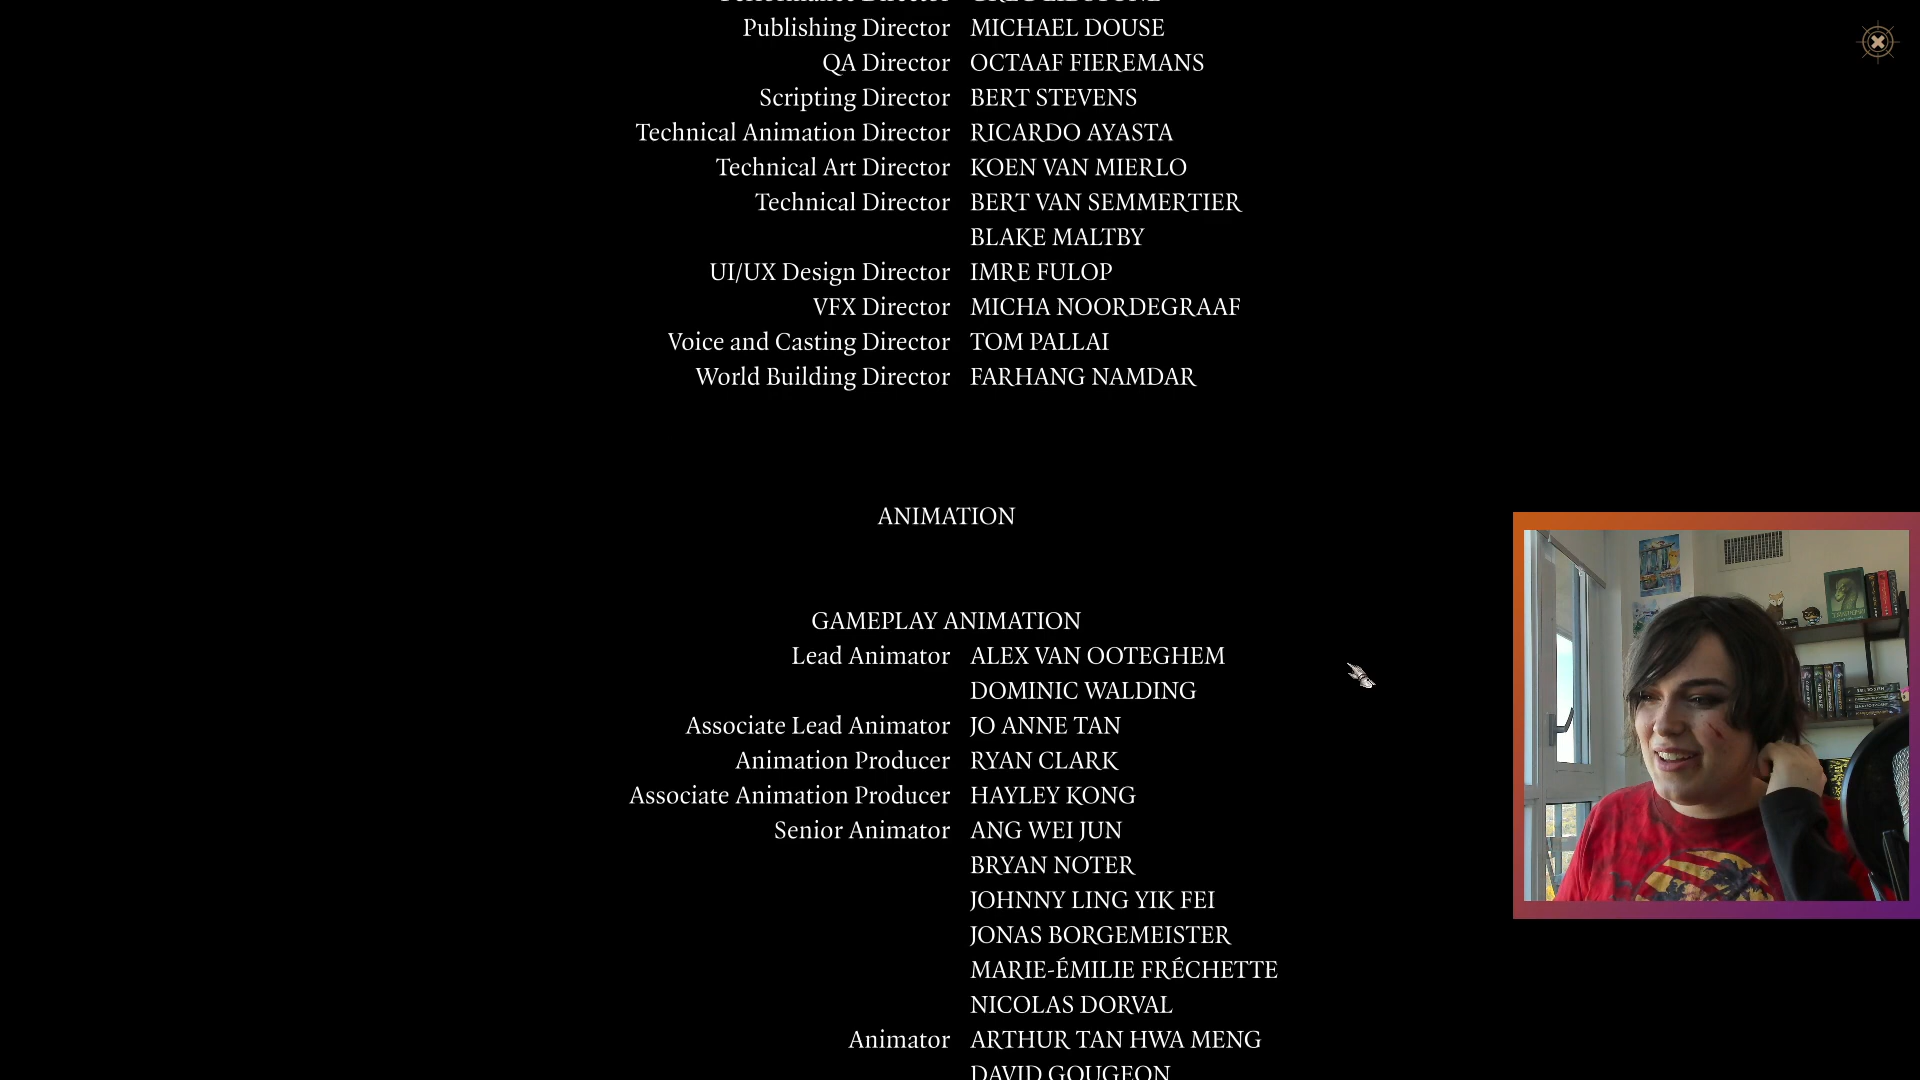 Publishing Director MICHAEL DOUSE
QA Director OCTAAF FIEREMANS
Scripting Director BERT STEVENS
Technical Animation Director RICARDO AYASTA
Technical Art Director KOEN VAN MIERLO
Technical Director BERT VAN SEMMERTIER
BLAKE MALTBY
UI/UX Design Director IMRE FULOP
VFX Director MICHA NOORDEGRAAF
Voice and Casting Director TOM PALLAI
World Building Director FARHANG NAMDAR
ANIMATION
GAMEPLAY ANIMATION
Lead Animator ALEX VAN OOTEGHEM
DOMINIC WALDING
Associate Lead Animator JO ANNE TAN
Animation Producer RYAN CLARK
Associate Animation Producer HAYLEY KONG
Senior Animator ANG WEI JUN
BRYAN NOTER
JOHNNY LING YIK FEI
JONAS BORGEMEISTER
MARIE-ÉMILIE FRÉCHETTE
NICOLAS DORVAL
Animator ARTHUR TAN HWA MENG
DAVID GOUGEON